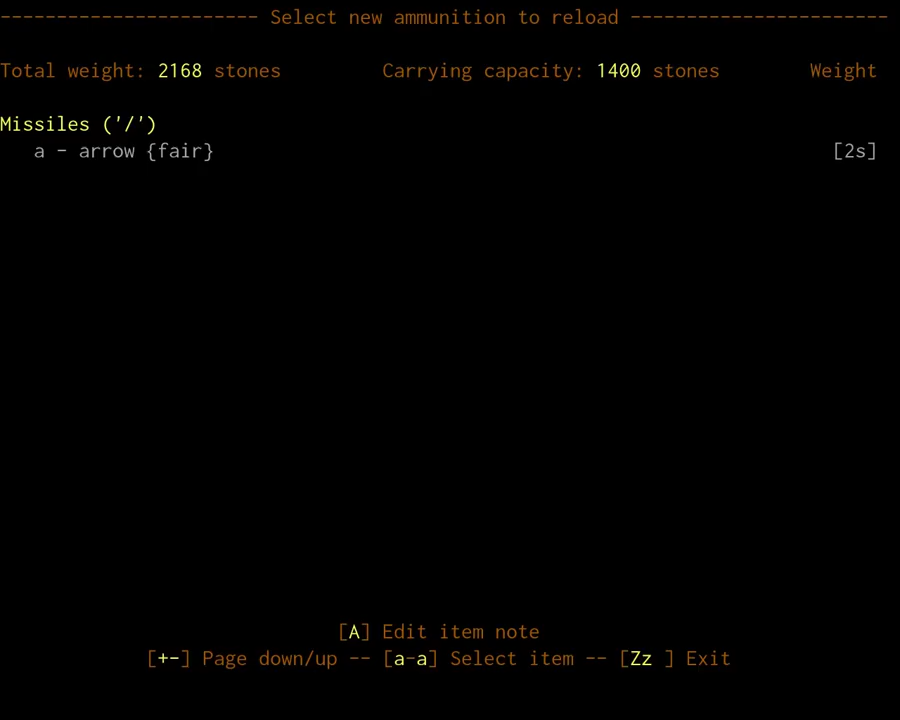 ----------------------- Select new ammunition to reload -----------------------
Total weight: 2168 stones Carrying capacity: 1400 stones Weight
Missiles ('/')
a - arrow {fair} [2s]
[A] Edit item note
[+-] Page down/up -- [a-a] Select item -- [Zz ] Exit